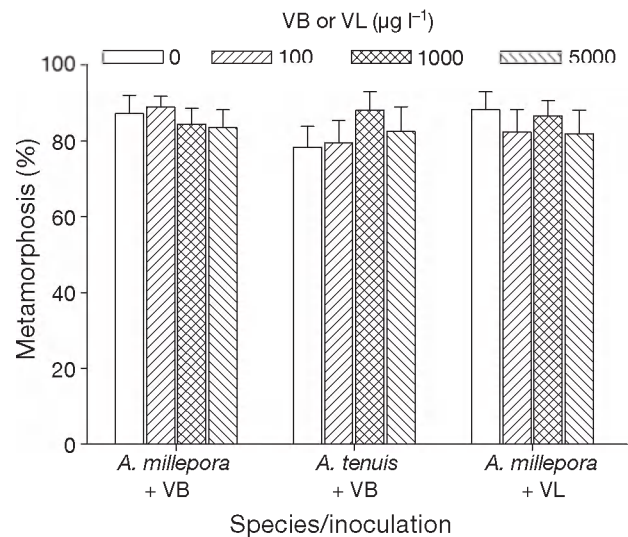 VB or VL (µg l⁻¹)
0 100 1000 5000
100
80
60
40
20
0
Metamorphosis (%)
A. millepora + VB
A. tenuis + VB
A. millepora + VL
Species/inoculation